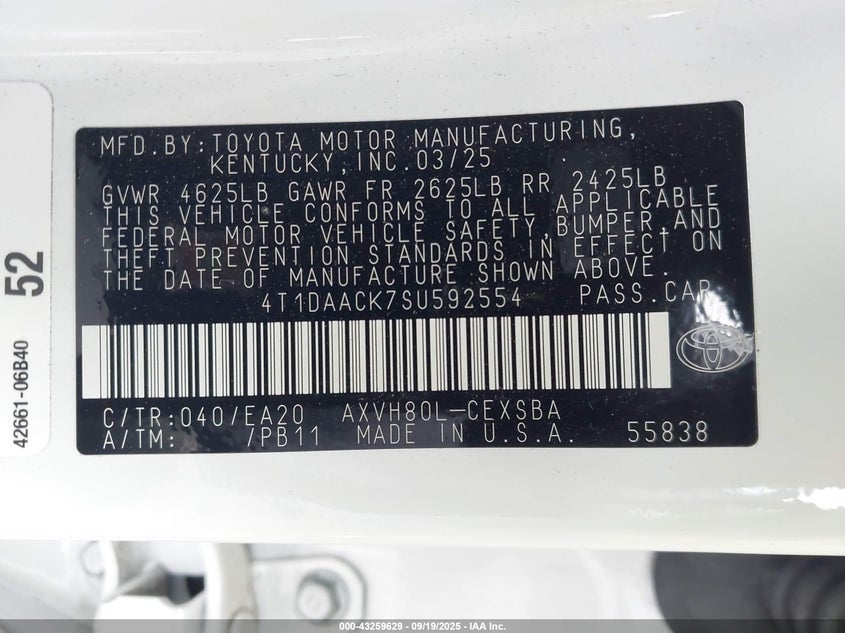 MFD.BY:TOYOTA MOTOR MANUFACTURING,
KENTUCKY,INC.03/25
GVWR 4625LB GAWR FR 2625LB RR 2425LB
THIS VEHICLE CONFORMS TO ALL APPLICABLE
FEDERAL MOTOR VEHICLE SAFETY,BUMPER,AND
THEFT PREVENTION STANDARDS IN EFFECT ON
THE DATE OF MANUFACTURE SHOWN ABOVE.
4T1DAACK7SU592554 PASS.CAR
C/TR:040/EA20 AXVH80L-CEXSBA
A/TM: /PB11 MADE IN U.S.A. 55838
52
42661-06B40
000-43259629 - 09/19/2025 - IAA Inc.